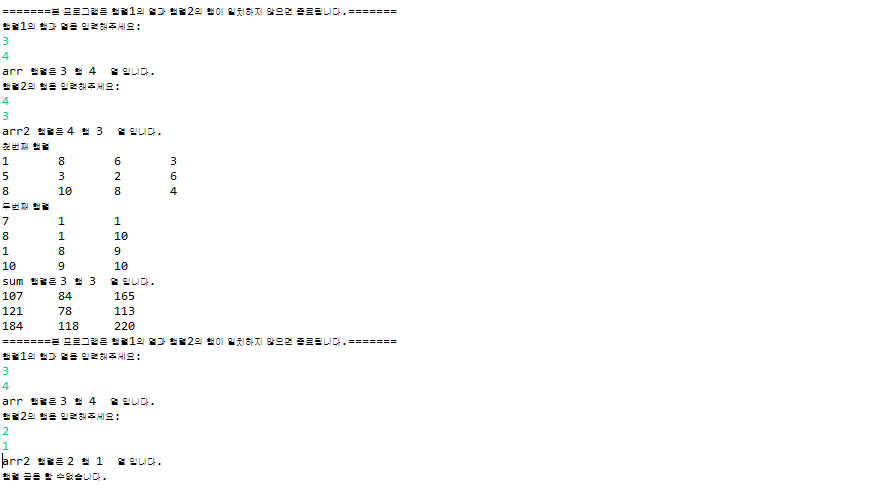 =======본 프로그램은 행렬1의 열과 행렬2의 행이 일치하지 않으면 종료됩니다.=======
행렬1의 행과 열을 입력해주세요:
3
4
arr 행렬은 3 행 4 열 입니다.
행렬2의 행을 입력해주세요:
4
3
arr2 행렬은 4 행 3 열 입니다.
첫번째 행렬
1 8 6 3
5 3 2 6
8 10 8 4
두번째 행렬
7 1 1
8 1 10
1 8 9
10 9 10
sum 행렬은 3 행 3 열 입니다.
107 84 165
121 78 113
184 118 220
=======본 프로그램은 행렬1의 열과 행렬2의 행이 일치하지 않으면 종료됩니다.=======
행렬1의 행과 열을 입력해주세요:
3
4
arr 행렬은 3 행 4 열 입니다.
행렬2의 행을 입력해주세요:
2
1
arr2 행렬은 2 행 1 열 입니다.
행렬 곱을 할 수없습니다.